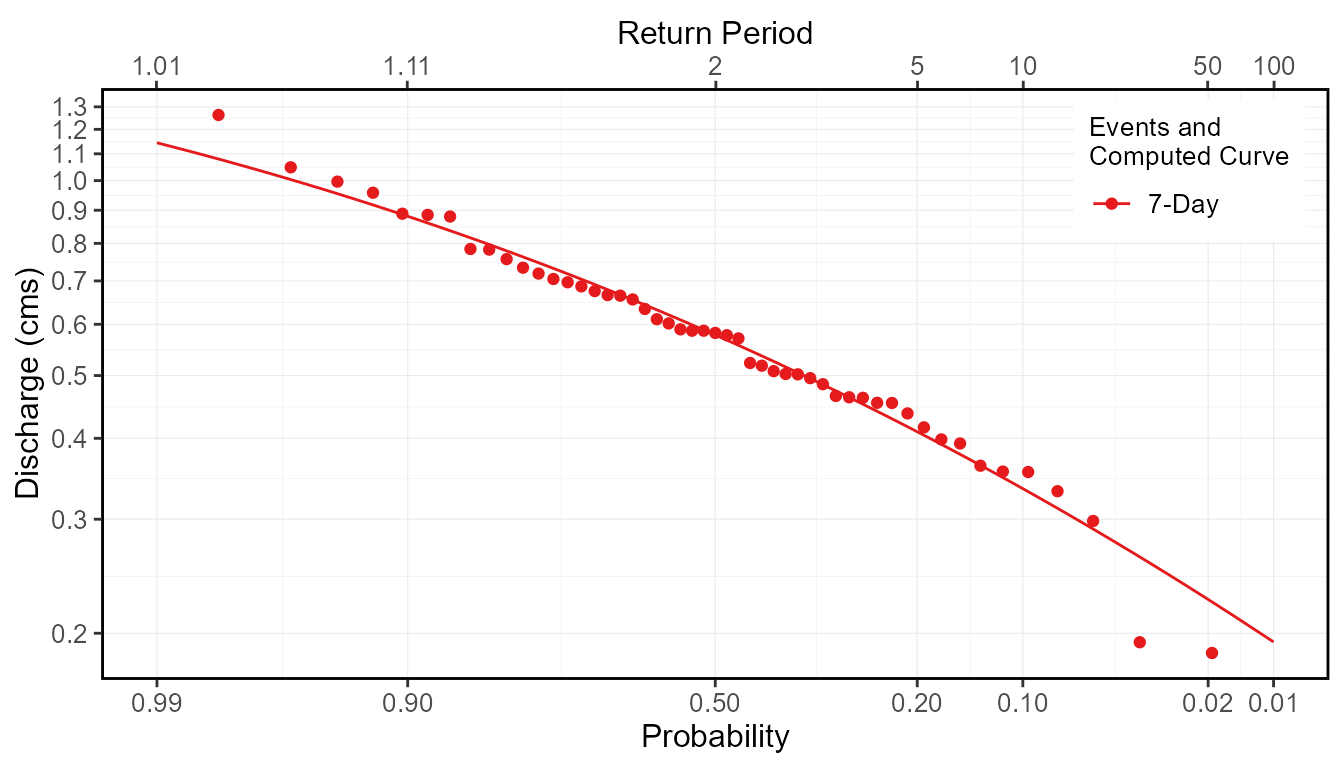 Return Period
1.01 1.11 2 5 10 50 100
1.3
1.2
1.1
1.0
0.9
0.8
0.7
0.6
0.5
0.4
0.3
0.2
Discharge (cms)
Events and
Computed Curve
7-Day
0.99 0.90 0.50 0.20 0.10 0.02 0.01
Probability